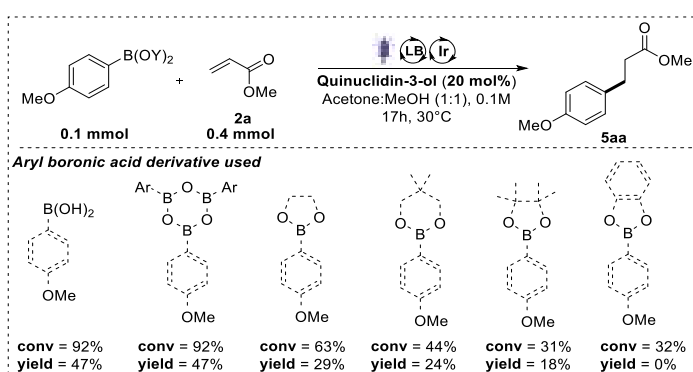 B(OY)2
MeO
0.1 mmol
+
O
OMe
2a
0.4 mmol
LB Ir
Quinuclidin-3-ol (20 mol%)
Acetone:MeOH (1:1), 0.1M
17h, 30°C
O
OMe
MeO
5aa
Aryl boronic acid derivative used
B(OH)2
OMe
conv = 92%
yield = 47%
Ar B O B Ar
O O
B
OMe
conv = 92%
yield = 47%
O O
B
OMe
conv = 63%
yield = 29%
O O
B
OMe
conv = 44%
yield = 24%
O O
B
OMe
conv = 31%
yield = 18%
O O
B
OMe
conv = 32%
yield = 0%